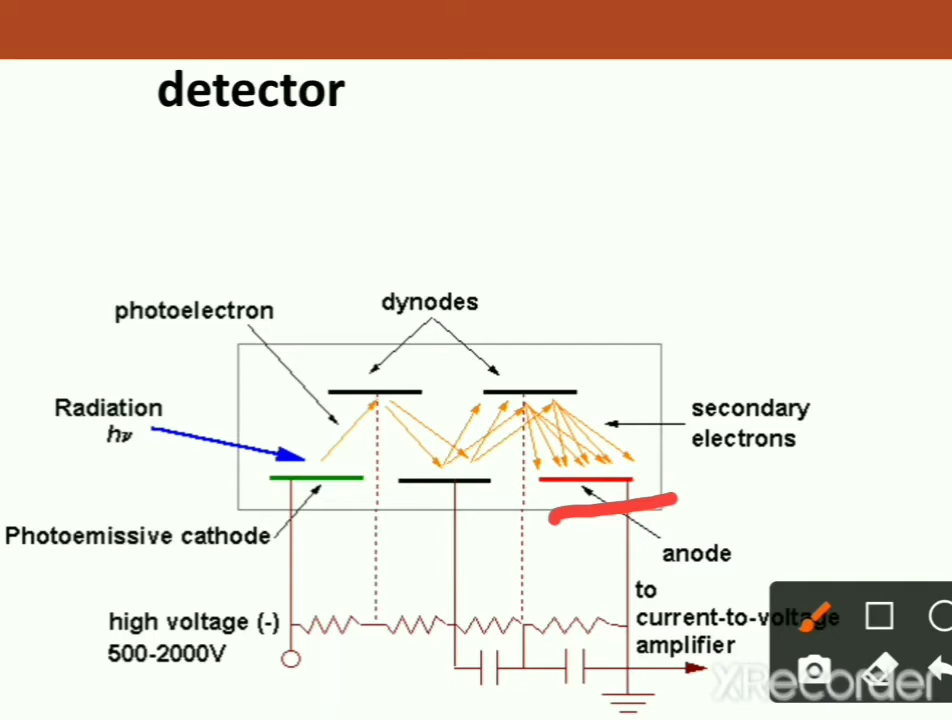 detector
photoelectron
dynodes
Radiation
hν
secondary
electrons
Photoemissive cathode
anode
high voltage (-)
500-2000V
to
current-to-voltage
amplifier
XRecorder